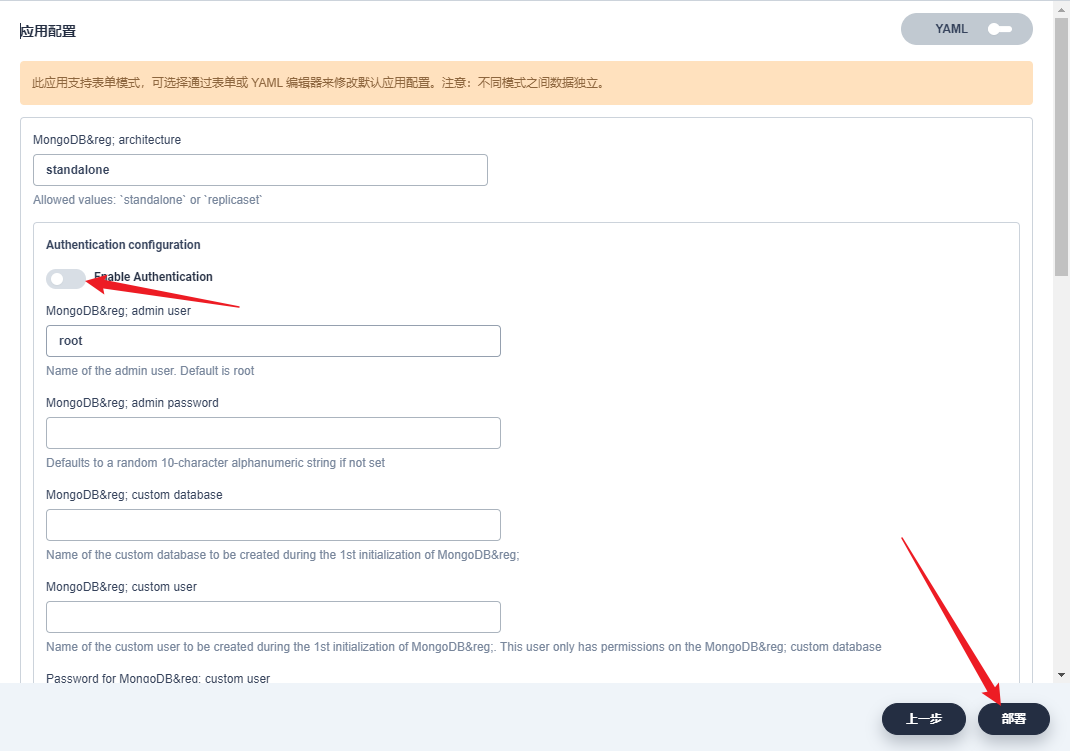 应用配置
YAML
此应用支持表单模式，可选择通过表单或 YAML 编辑器来修改默认应用配置。注意：不同模式之间数据独立。
MongoDB&reg; architecture
standalone
Allowed values: `standalone` or `replicaset`
Authentication configuration
Enable Authentication
MongoDB&reg; admin user
root
Name of the admin user. Default is root
MongoDB&reg; admin password
Defaults to a random 10-character alphanumeric string if not set
MongoDB&reg; custom database
Name of the custom database to be created during the 1st initialization of MongoDB&reg;
MongoDB&reg; custom user
Name of the custom user to be created during the 1st initialization of MongoDB&reg;. This user only has permissions on the MongoDB&reg; custom database
Password for MongoDB&reg; custom user
上一步
部署